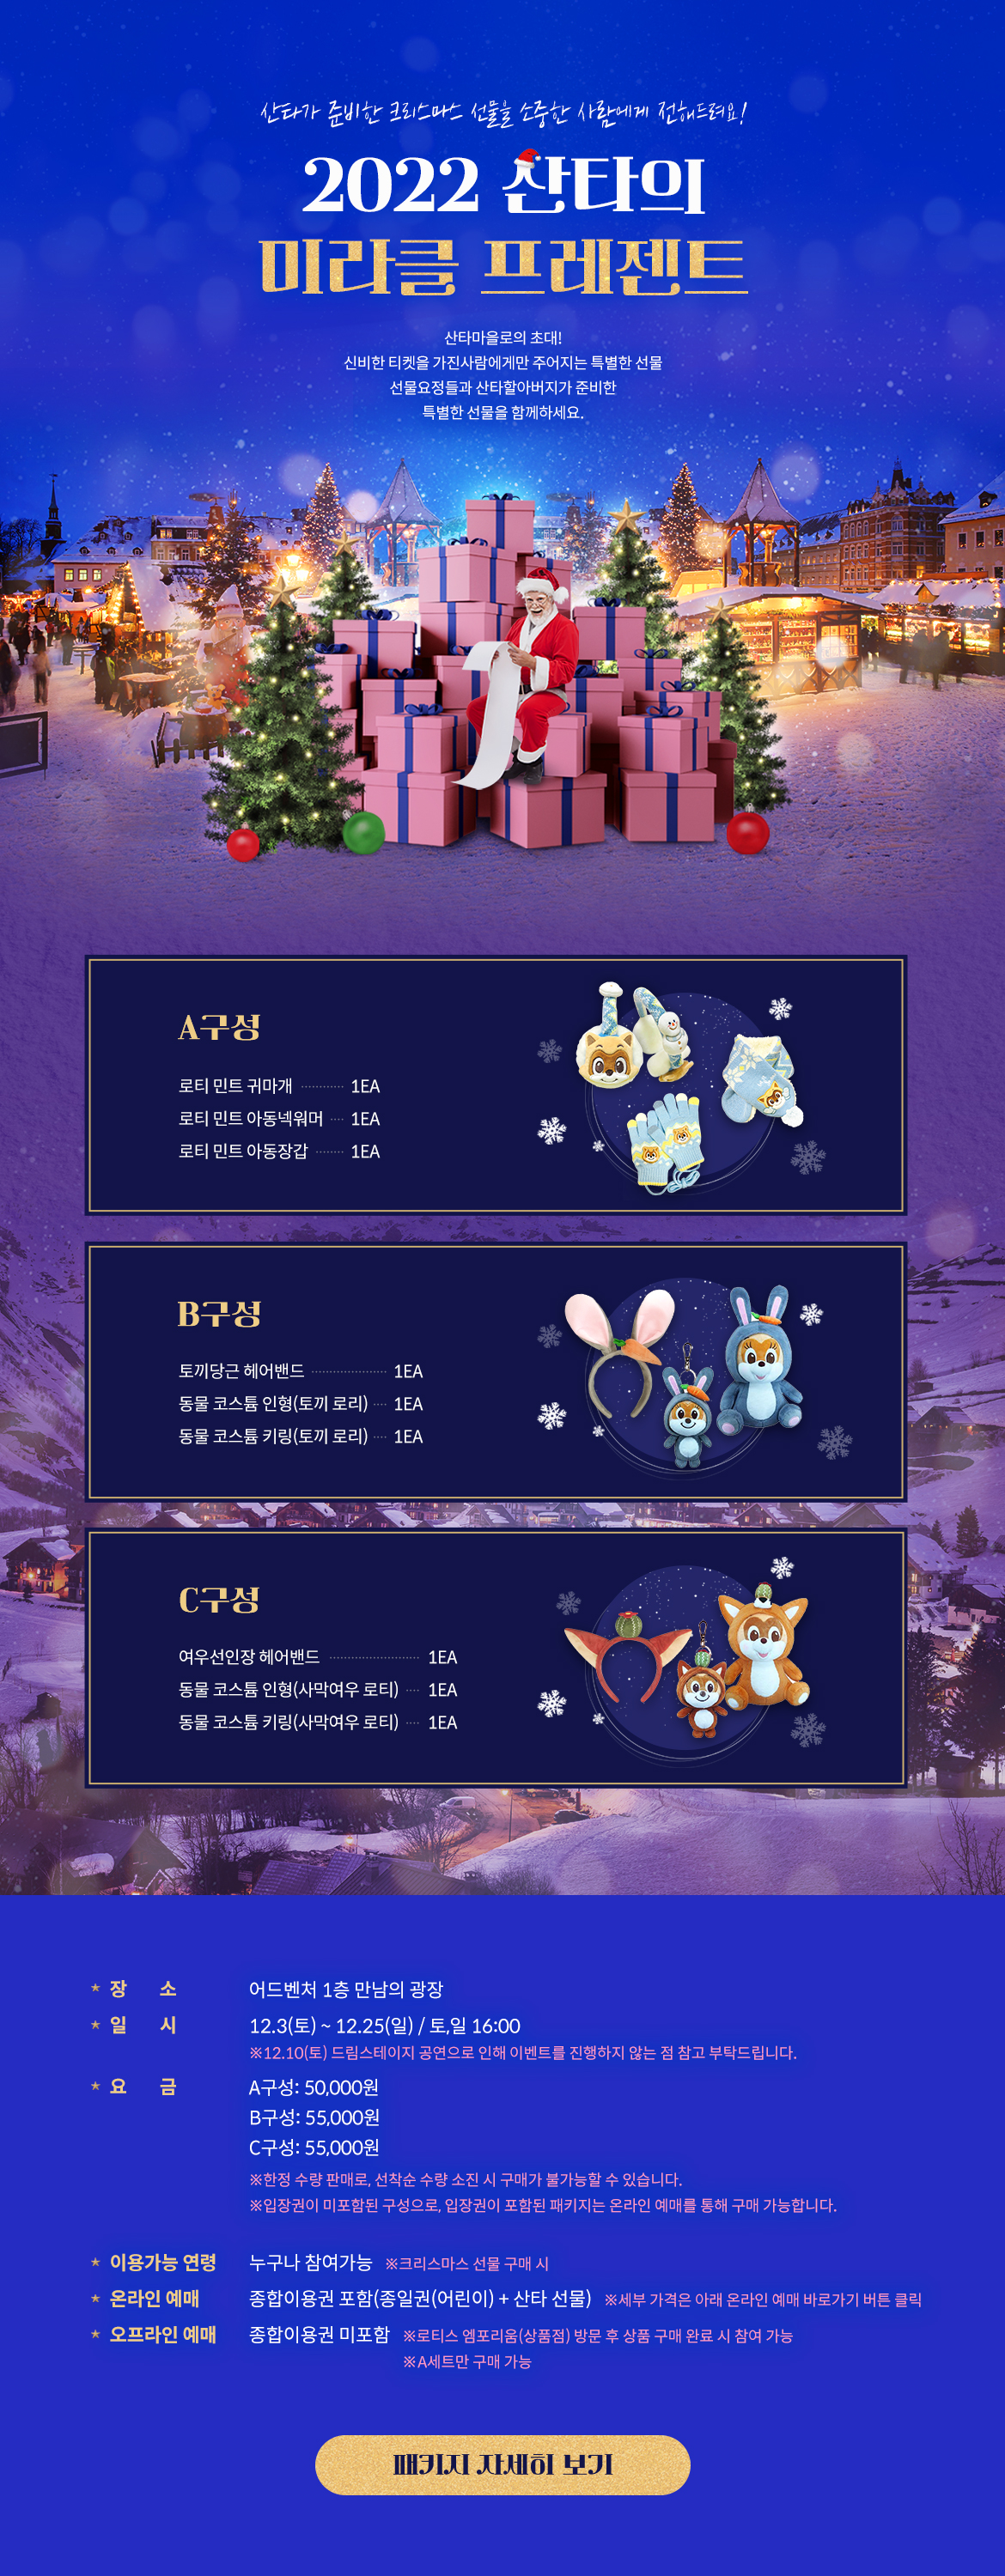 산타가 준비한 크리스마스 선물을 소중한 사람에게 전해드려요!
2022 산타의
미라클 프레젠트
산타마을로의 초대!
신비한 티켓을 가진사람에게만 주어지는 특별한 선물
선물요정들과 산타할아버지가 준비한
특별한 선물을 함께하세요.
A구성
로티 민트 귀마개 1EA
로티 민트 아동넥워머 1EA
로티 민트 아동장갑 1EA
B구성
토끼당근 헤어밴드 1EA
동물 코스튬 인형(토끼 로리) 1EA
동물 코스튬 키링(토끼 로리) 1EA
C구성
여우선인장 헤어밴드 1EA
동물 코스튬 인형(사막여우 로티) 1EA
동물 코스튬 키링(사막여우 로티) 1EA
장 소 어드벤처 1층 만남의 광장
일 시 12.3(토) ~ 12.25(일) / 토,일 16:00
※12.10(토) 드림스테이지 공연으로 인해 이벤트를 진행하지 않는 점 참고 부탁드립니다.
요 금 A구성: 50,000원
B구성: 55,000원
C구성: 55,000원
※한정 수량 판매로, 선착순 수량 소진 시 구매가 불가능할 수 있습니다.
※입장권이 미포함된 구성으로, 입장권이 포함된 패키지는 온라인 예매를 통해 구매 가능합니다.
이용가능 연령 누구나 참여가능 ※크리스마스 선물 구매 시
온라인 예매 종합이용권 포함(종일권(어린이) + 산타 선물) ※세부 가격은 아래 온라인 예매 바로가기 버튼 클릭
오프라인 예매 종합이용권 미포함 ※로티스 엠포리움(상품점) 방문 후 상품 구매 완료 시 참여 가능
※A세트만 구매 가능
패키지 자세히 보기